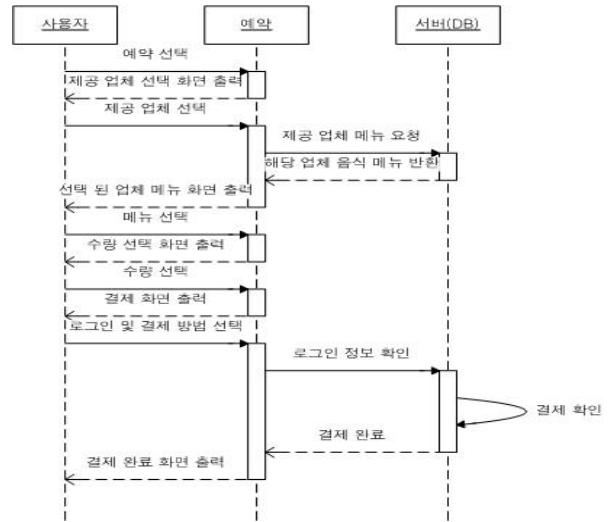 사용자
예약
서버(DB)
예약 선택
제공 업체 선택 화면 출력
제공 업체 선택
제공 업체 메뉴 요청
해당 업체 음식 메뉴 반환
선택 된 업체 메뉴 화면 출력
메뉴 선택
수량 선택 화면 출력
수량 선택
결제 화면 출력
로그인 및 결제 방법 선택
로그인 정보 확인
결제 확인
결제 완료
결제 완료 화면 출력